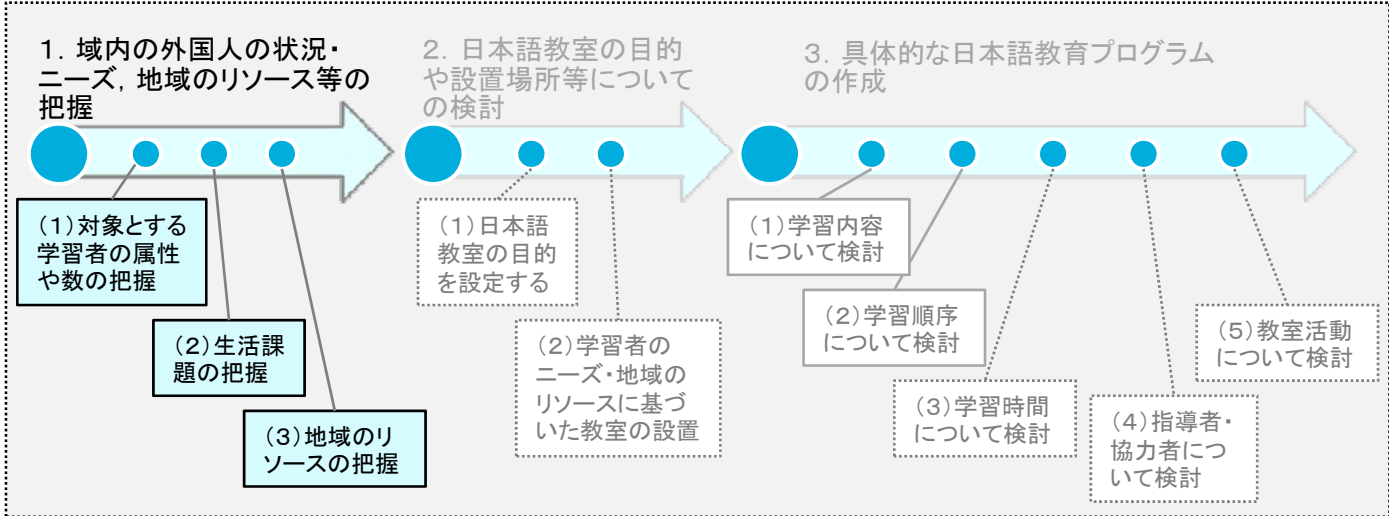 1．域内の外国人の状況・
ニーズ，地域のリソース等の
把握
2．日本語教室の目的
や設置場所等について
の検討
3．具体的な日本語教育プログラム
の作成
（1）対象とする
学習者の属性
や数の把握
（2）生活課
題の把握
（3）地域のリ
ソースの把握
（1）日本語
教室の目的
を設定する
（2）学習者の
ニーズ・地域の
リソースに基づ
いた教室の設置
（1）学習内容
について検討
（2）学習順序
について検討
（3）学習時間
について検討
（4）指導者・
協力者につ
いて検討
（5）教室活動
について検討